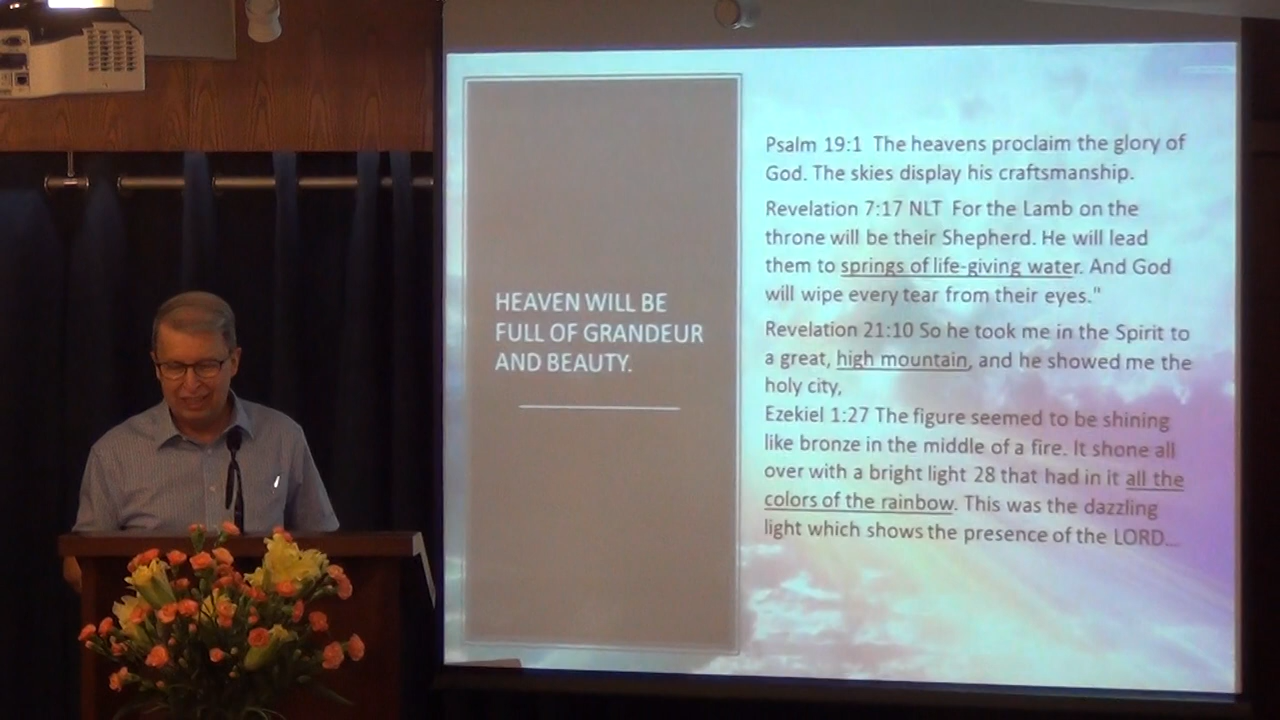 HEAVEN WILL BE
FULL OF GRANDEUR
AND BEAUTY.
Psalm 19:1  The heavens proclaim the glory of
God. The skies display his craftsmanship.
Revelation 7:17 NLT  For the Lamb on the
throne will be their Shepherd. He will lead
them to springs of life-giving water. And God
will wipe every tear from their eyes."
Revelation 21:10 So he took me in the Spirit to
a great, high mountain, and he showed me the
holy city,
Ezekiel 1:27 The figure seemed to be shining
like bronze in the middle of a fire. It shone all
over with a bright light 28 that had in it all the
colors of the rainbow. This was the dazzling
light which shows the presence of the LORD...